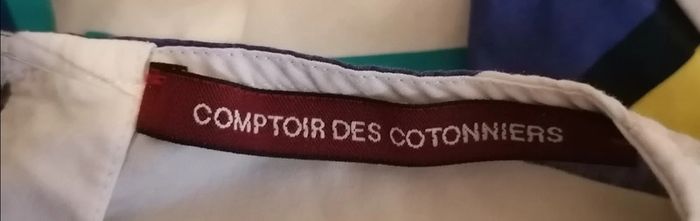 COMPTOIR DES COTONNIERS